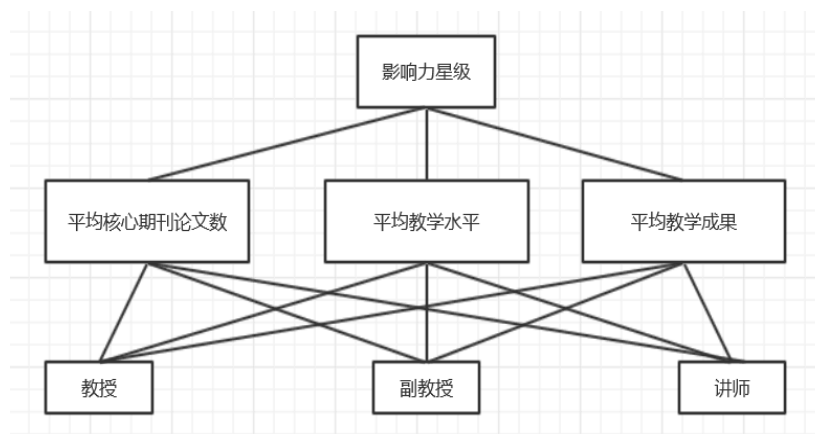 影响力星级
平均核心期刊论文数
平均教学水平
平均教学成果
教授
副教授
讲师